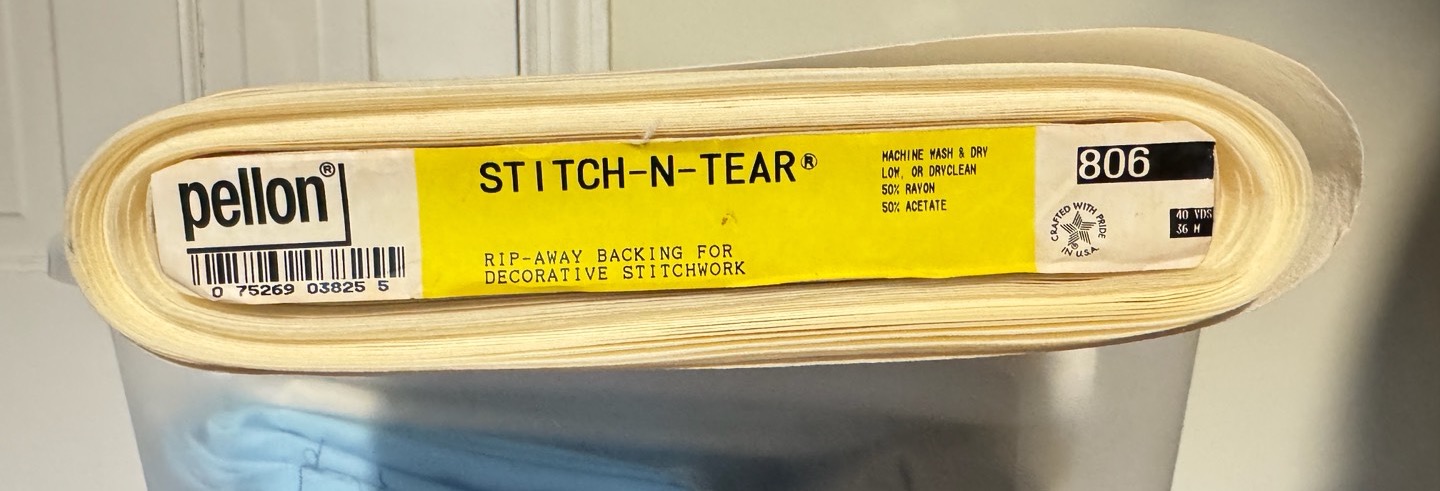 pellon®
0 75269 03825 5
STITCH-N-TEAR®
RIP-AWAY BACKING FOR
DECORATIVE STITCHWORK
MACHINE WASH & DRY
LOW, OR DRYCLEAN
50% RAYON
50% ACETATE
806
CRAFTED WITH PRIDE
IN U.S.A.
40 YDS
36 M